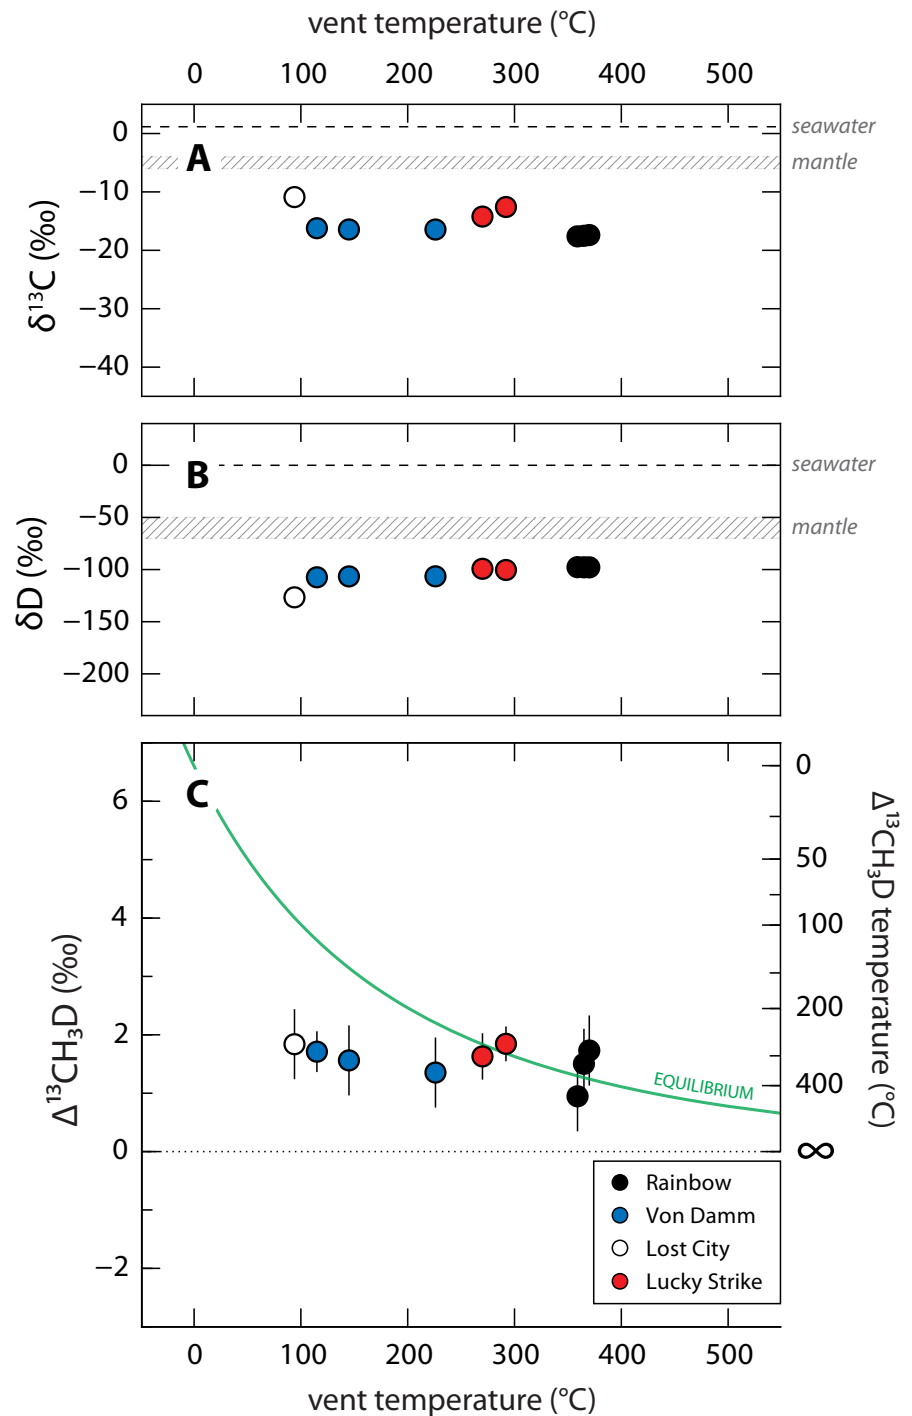 vent temperature (°C)
0 100 200 300 400 500
A
δ¹³C (‰)
0
−10
−20
−30
−40
seawater
mantle
B
δD (‰)
0
−50
−100
−150
−200
seawater
mantle
C
Δ¹³CH₃D (‰)
6
4
2
0
−2
EQUILIBRIUM
0
50
100
200
400
∞
Δ¹³CH₃D temperature (°C)
Rainbow
Von Damm
Lost City
Lucky Strike
0 100 200 300 400 500
vent temperature (°C)